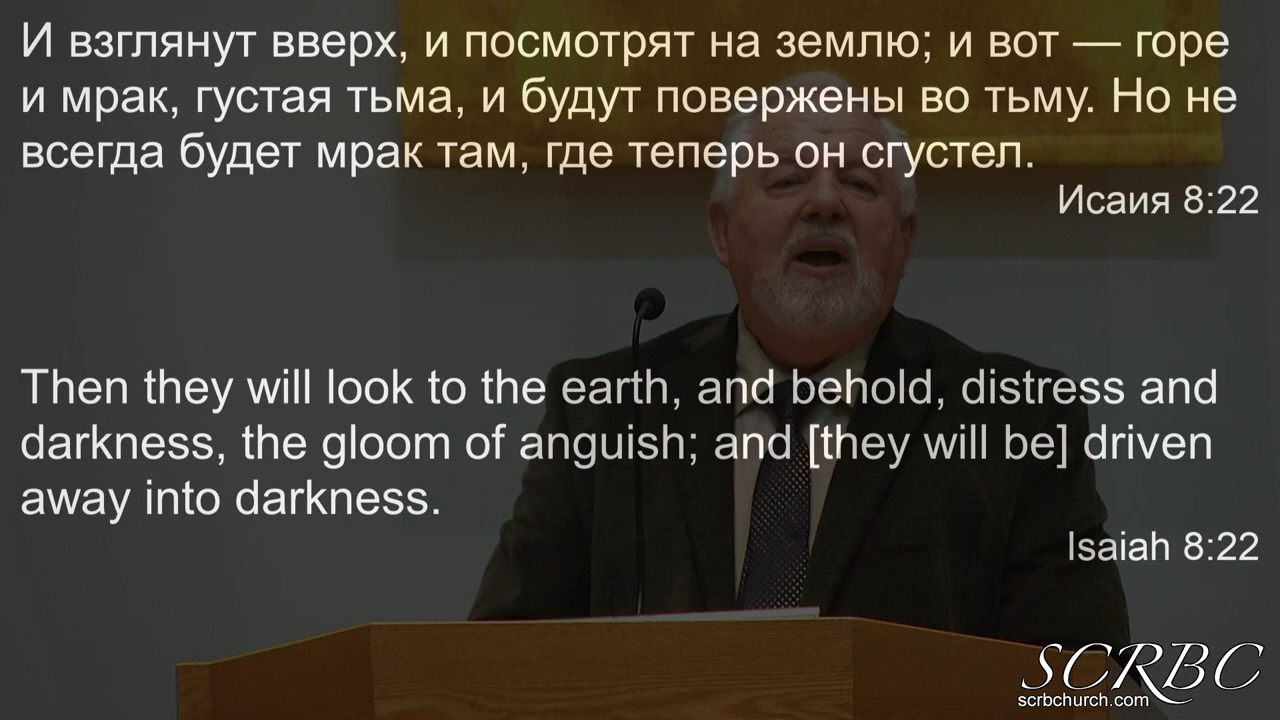 И взглянут вверх, и посмотрят на землю; и вот — горе
и мрак, густая тьма, и будут повержены во тьму. Но не
всегда будет мрак там, где теперь он сгустел.
Исаия 8:22
Then they will look to the earth, and behold, distress and
darkness, the gloom of anguish; and [they will be] driven
away into darkness.
Isaiah 8:22
SCRBC
scrbchurch.com